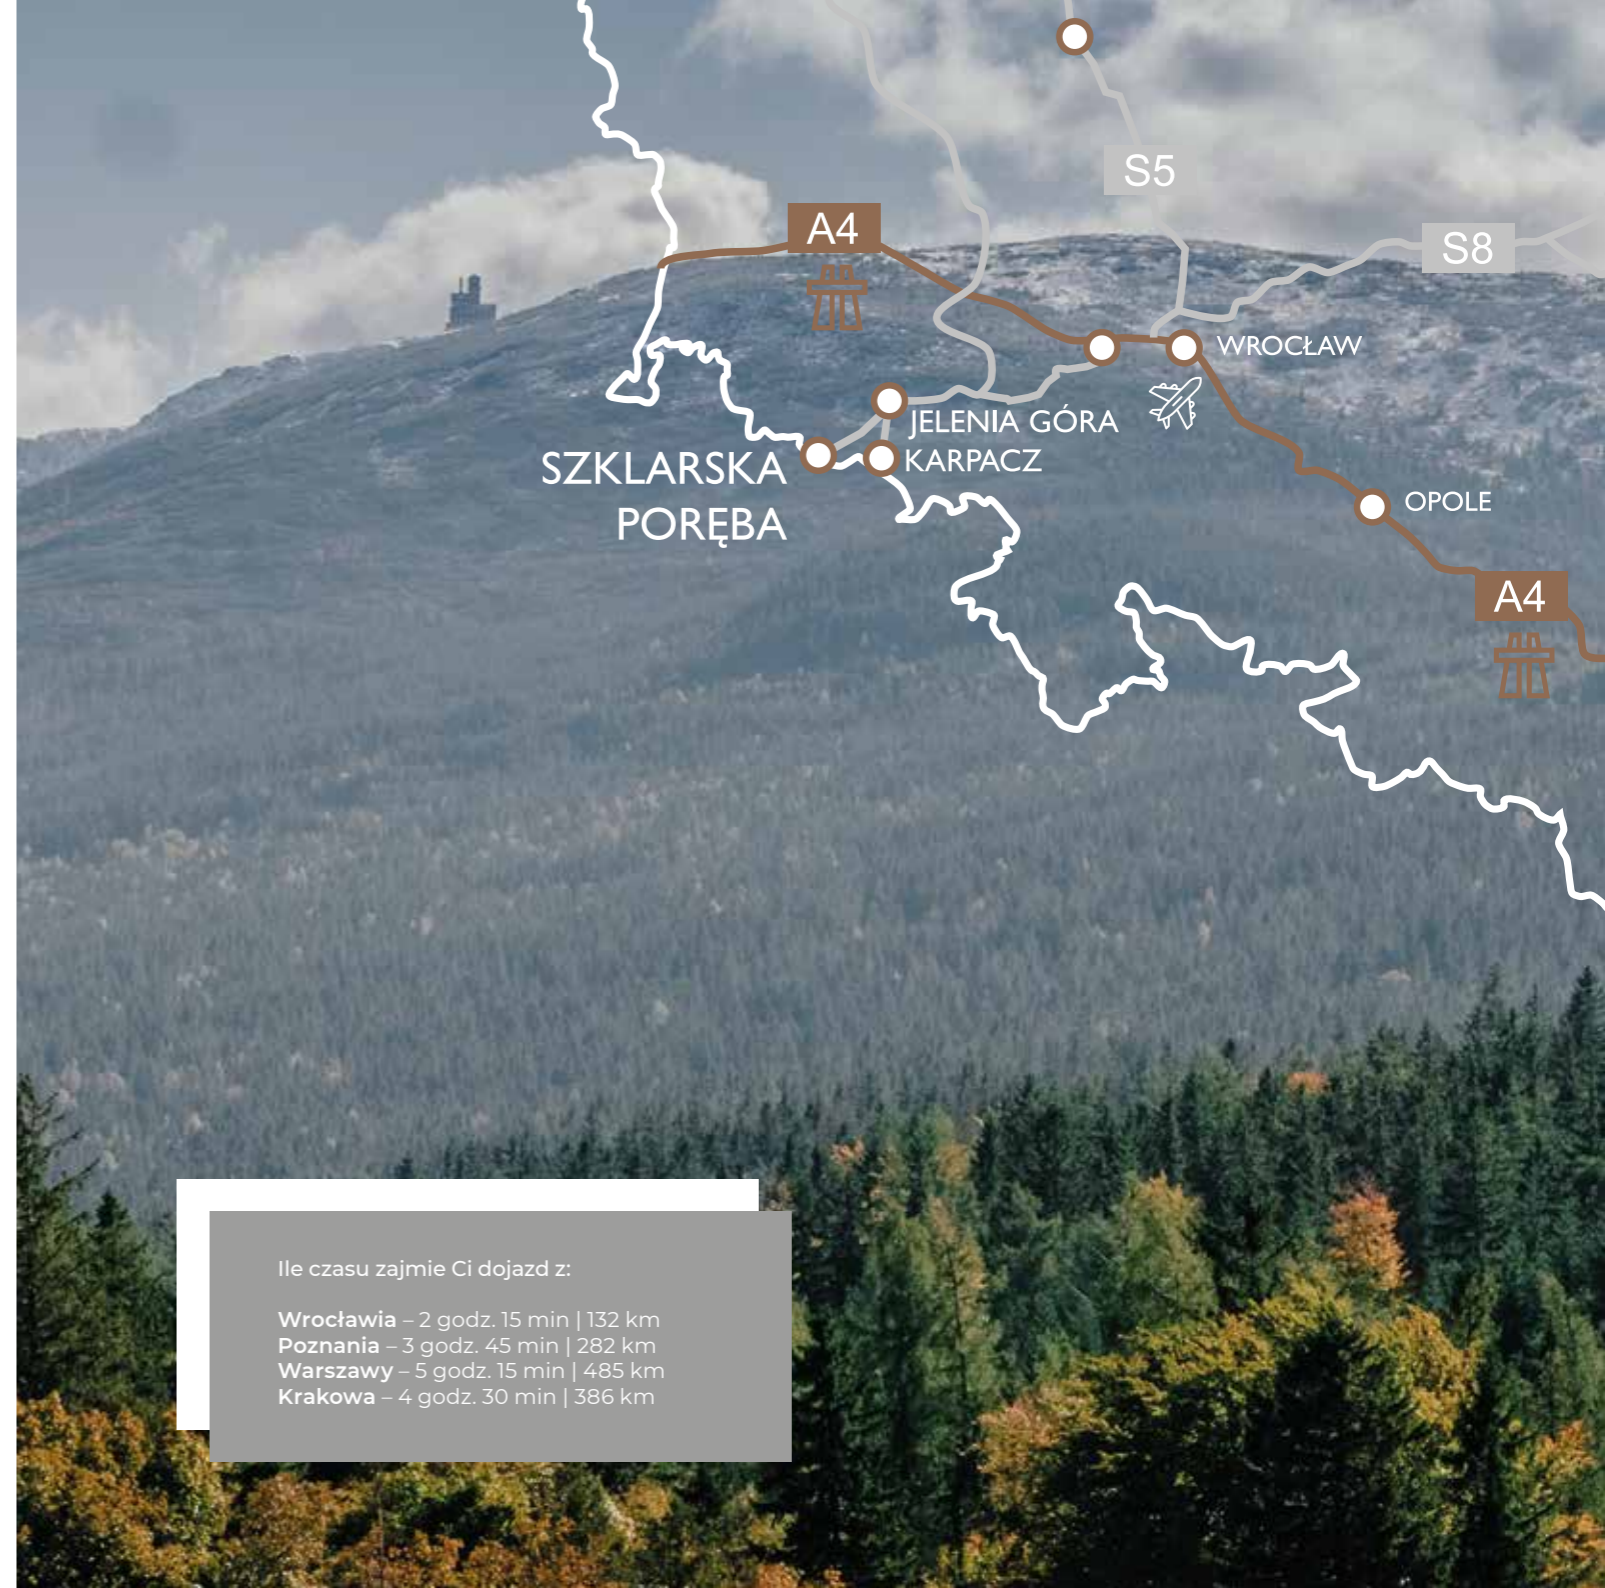 S5
A4
S8
WROCŁAW
JELENIA GÓRA
SZKLARSKA
PORĘBA
KARPACZ
OPOLE
A4
Ile czasu zajmie Ci dojazd z:
Wrocławia – 2 godz. 15 min | 132 km
Poznania – 3 godz. 45 min | 282 km
Warszawy – 5 godz. 15 min | 485 km
Krakowa – 4 godz. 30 min | 386 km